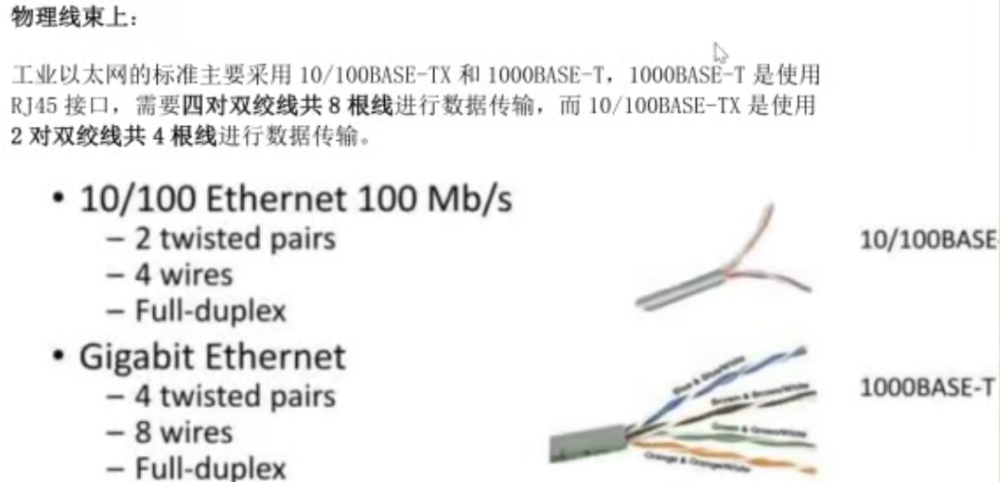 物理线束上：
工业以太网的标准主要采用 10/100BASE-TX 和 1000BASE-T，1000BASE-T 是使用
RJ45 接口，需要四对双绞线共 8 根线进行数据传输，而 10/100BASE-TX 是使用
2 对双绞线共 4 根线进行数据传输。
• 10/100 Ethernet 100 Mb/s
– 2 twisted pairs
– 4 wires
– Full-duplex
10/100BASE-
• Gigabit Ethernet
– 4 twisted pairs
– 8 wires
– Full-duplex
Blue & Blue/White
Brown & Brown/White
Green & Green/White
Orange & Orange/White
1000BASE-T